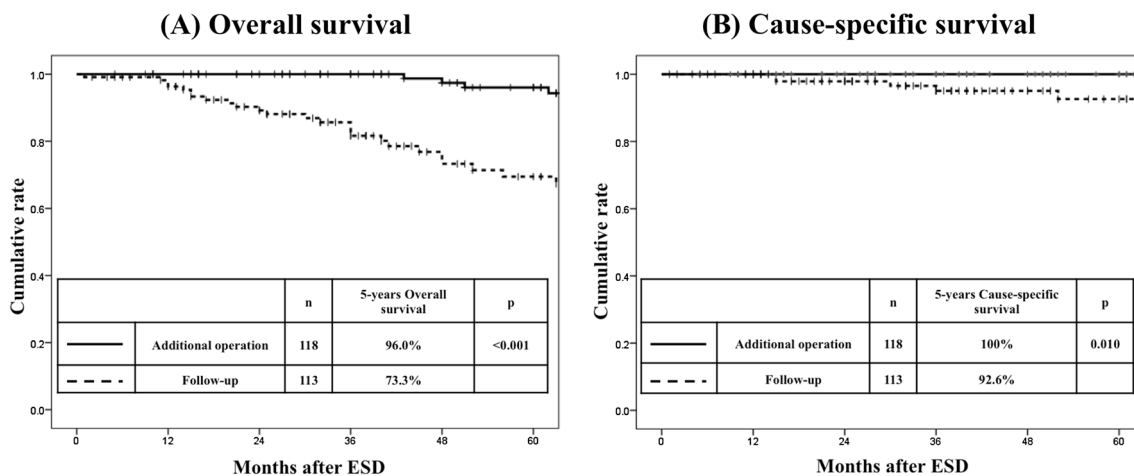 (A) Overall survival
Cumulative rate
1.0
0.8
0.6
0.4
0.2
0.0
n 5-years Overall survival p
Additional operation 118 96.0% <0.001
Follow-up 113 73.3%
0 12 24 36 48 60
Months after ESD
(B) Cause-specific survival
Cumulative rate
1.0
0.8
0.6
0.4
0.2
0.0
n 5-years Cause-specific survival p
Additional operation 118 100% 0.010
Follow-up 113 92.6%
0 12 24 36 48 60
Months after ESD